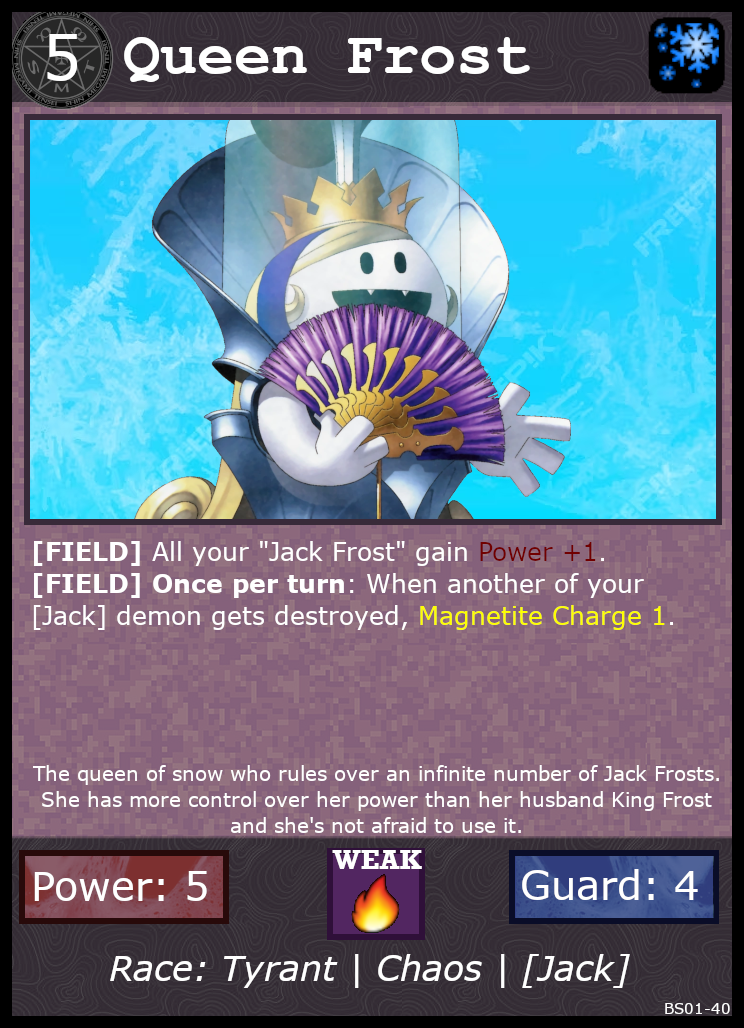 5 Queen Frost
FREEPIK
[FIELD] All your "Jack Frost" gain Power +1.
[FIELD] Once per turn: When another of your
[Jack] demon gets destroyed, Magnetite Charge 1.
The queen of snow who rules over an infinite number of Jack Frosts.
She has more control over her power than her husband King Frost
and she's not afraid to use it.
WEAK
Power: 5
Guard: 4
Race: Tyrant | Chaos | [Jack]
BS01-40